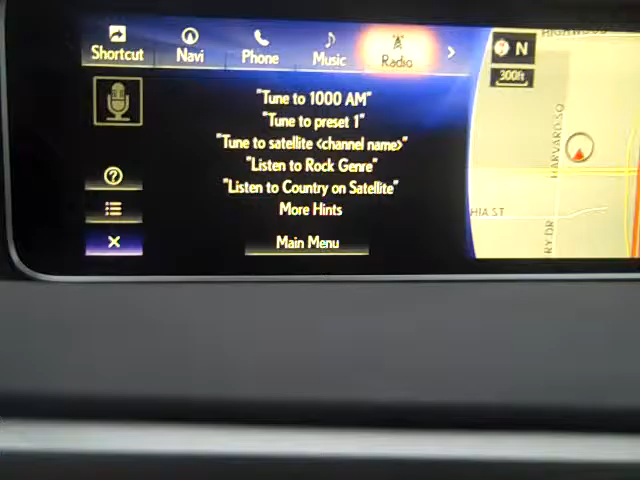 Shortcut Navi Phone Music Radio
N
300ft
"Tune to 1000 AM"
"Tune to preset 1"
"Tune to satellite <channel name>"
"Listen to Rock Genre"
"Listen to Country on Satellite"
More Hints
Main Menu
HARVARD SQ
HIA ST
RY DR